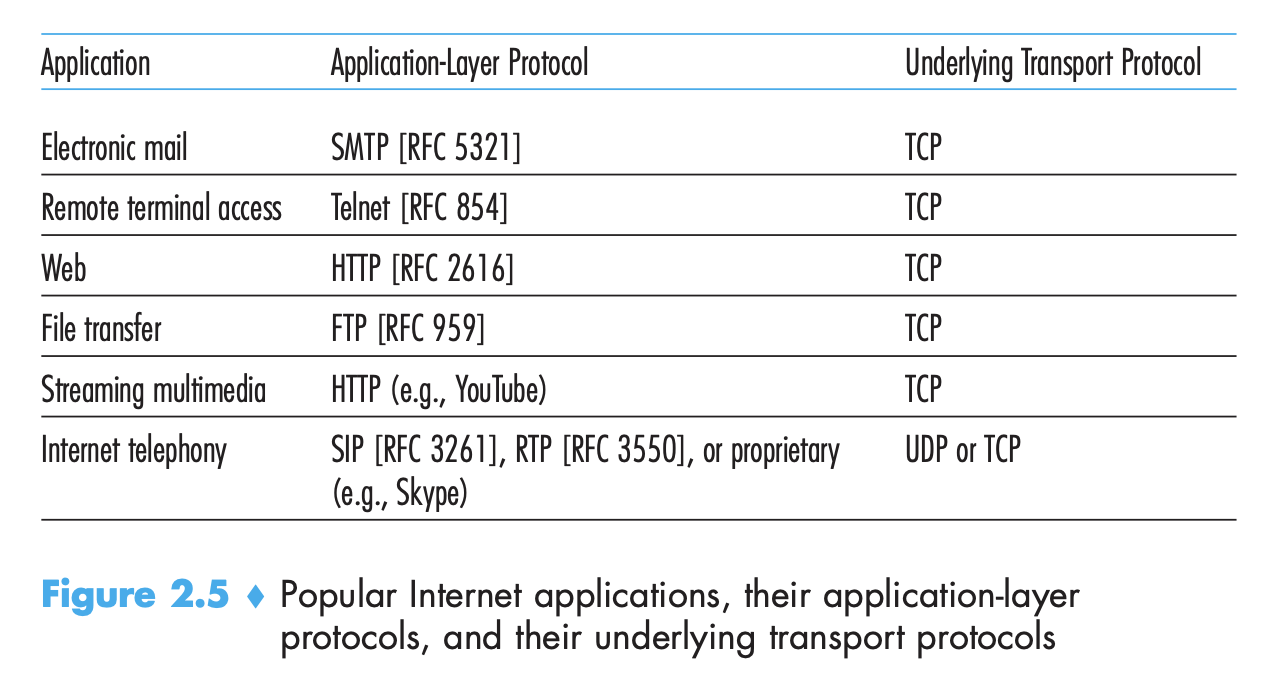 Application Application-Layer Protocol Underlying Transport Protocol
Electronic mail SMTP [RFC 5321] TCP
Remote terminal access Telnet [RFC 854] TCP
Web HTTP [RFC 2616] TCP
File transfer FTP [RFC 959] TCP
Streaming multimedia HTTP (e.g., YouTube) TCP
Internet telephony SIP [RFC 3261], RTP [RFC 3550], or proprietary UDP or TCP
(e.g., Skype)
Figure 2.5 ♦ Popular Internet applications, their application-layer
protocols, and their underlying transport protocols